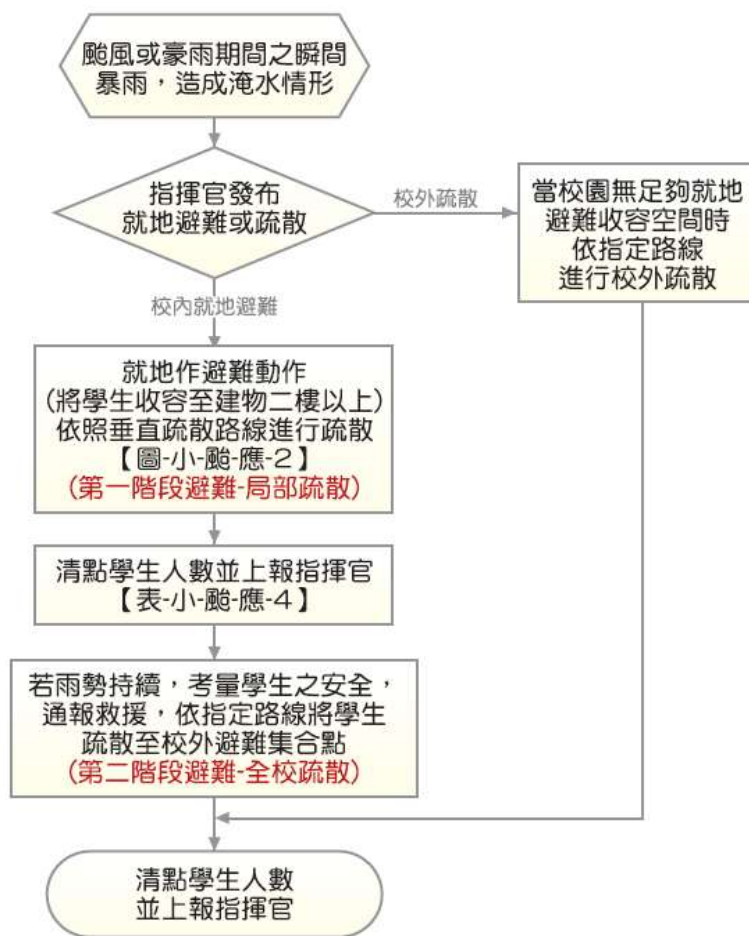 颱風或豪雨期間之瞬間
暴雨，造成淹水情形
指揮官發布
就地避難或疏散
校外疏散
當校園無足夠就地
避難收容空間時
依指定路線
進行校外疏散
校內就地避難
就地作避難動作
(將學生收容至建物二樓以上)
依照垂直疏散路線進行疏散
【圖-小-颱-應-2】
(第一階段避難-局部疏散)
清點學生人數並上報指揮官
【表-小-颱-應-4】
若雨勢持續，考量學生之安全，
通報救援，依指定路線將學生
疏散至校外避難集合點
(第二階段避難-全校疏散)
清點學生人數
並上報指揮官